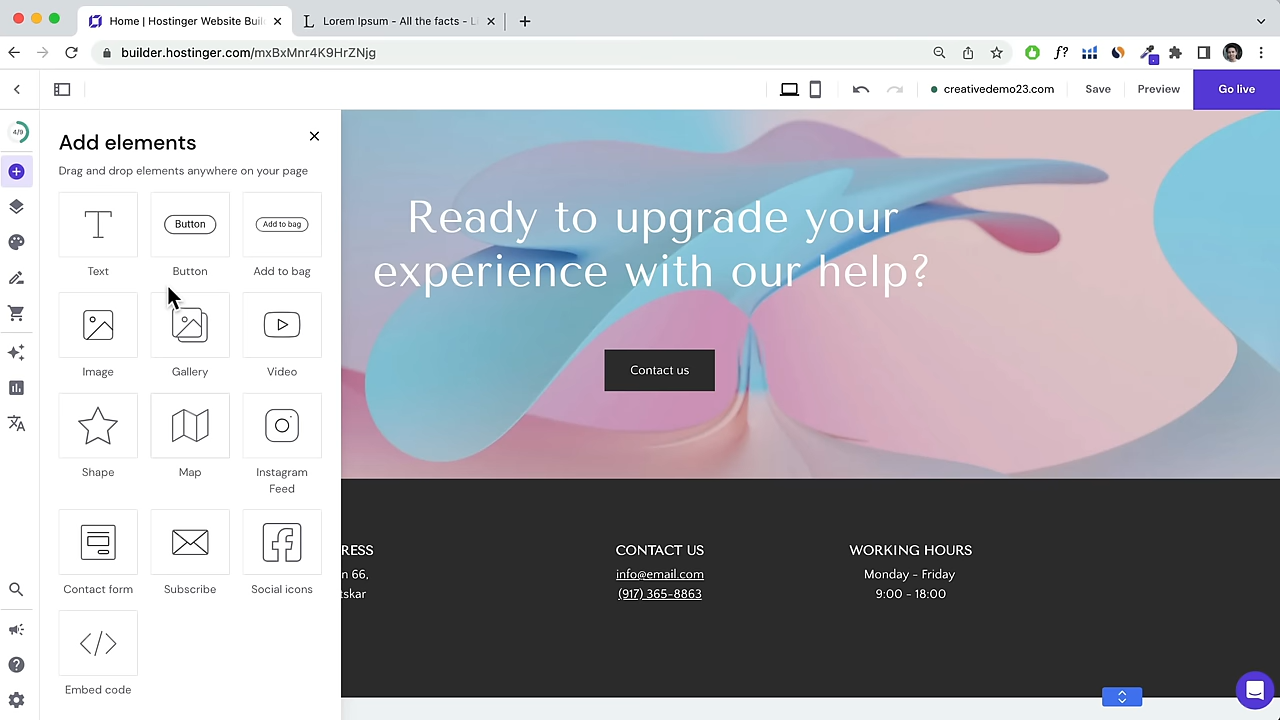 Home | Hostinger Website Buil
Lorem Ipsum - All the facts - Li
builder.hostinger.com/mxBxMnr4K9HrZNjg
f?
creativedemo23.com
Save
Preview
Go live
4/9
Add elements
Drag and drop elements anywhere on your page
Button
Add to bag
Text
Button
Add to bag
Image
Gallery
Video
Shape
Map
Instagram
Feed
Contact form
Subscribe
Social icons
Embed code
Ready to upgrade your
experience with our help?
Contact us
RESS
n 66,
tskar
CONTACT US
info@email.com
(917) 365-8863
WORKING HOURS
Monday - Friday
9:00 - 18:00